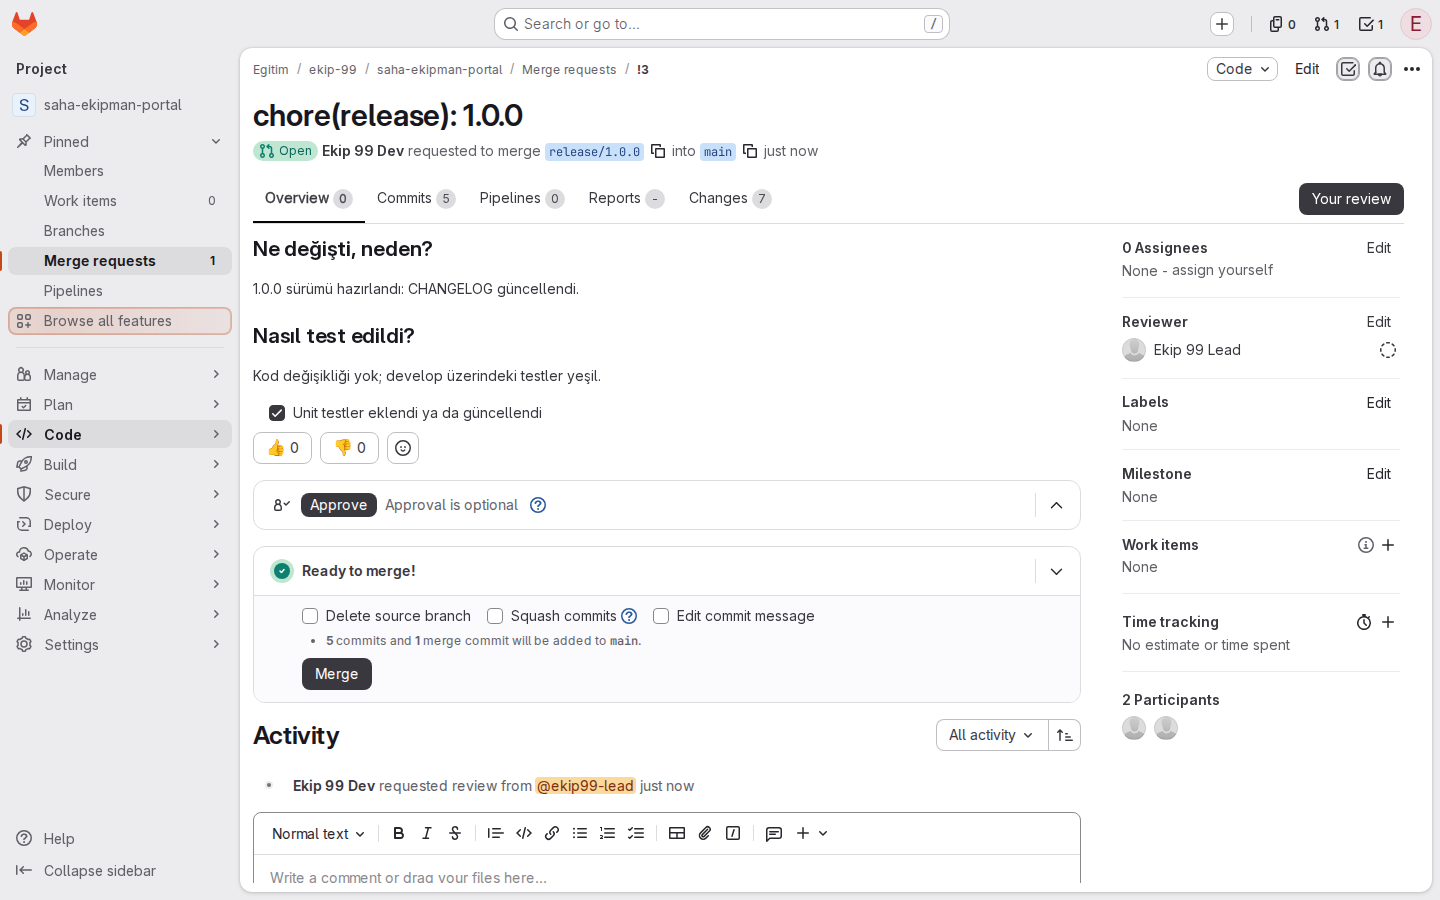 Search or go to...
/
0
1
1
E
Project
S
saha-ekipman-portal
Pinned
Members
Work items 0
Branches
Merge requests 1
Pipelines
Browse all features
Manage
Plan
Code
Build
Secure
Deploy
Operate
Monitor
Analyze
Settings
Help
Collapse sidebar
Egitim / ekip-99 / saha-ekipman-portal / Merge requests / !3
Code
Edit
chore(release): 1.0.0
Open Ekip 99 Dev requested to merge release/1.0.0 into main just now
Overview 0 Commits 5 Pipelines 0 Reports - Changes 7
Your review
Ne değişti, neden?
1.0.0 sürümü hazırlandı: CHANGELOG güncellendi.
Nasıl test edildi?
Kod değişikliği yok; develop üzerindeki testler yeşil.
Unit testler eklendi ya da güncellendi
👍 0 👎 0
Approve Approval is optional
Ready to merge!
Delete source branch Squash commits Edit commit message
• 5 commits and 1 merge commit will be added to main.
Merge
Activity
All activity
Ekip 99 Dev requested review from @ekip99-lead just now
Normal text
Write a comment or drag your files here…
0 Assignees Edit
None - assign yourself
Reviewer Edit
Ekip 99 Lead
Labels Edit
None
Milestone Edit
None
Work items
None
Time tracking
No estimate or time spent
2 Participants